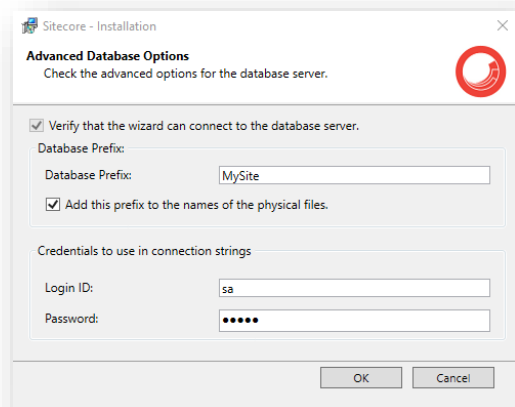 Sitecore - Installation
Advanced Database Options
Check the advanced options for the database server.
Verify that the wizard can connect to the database server.
Database Prefix:
Database Prefix: MySite
Add this prefix to the names of the physical files.
Credentials to use in connection strings
Login ID: sa
Password: •••••
OK Cancel